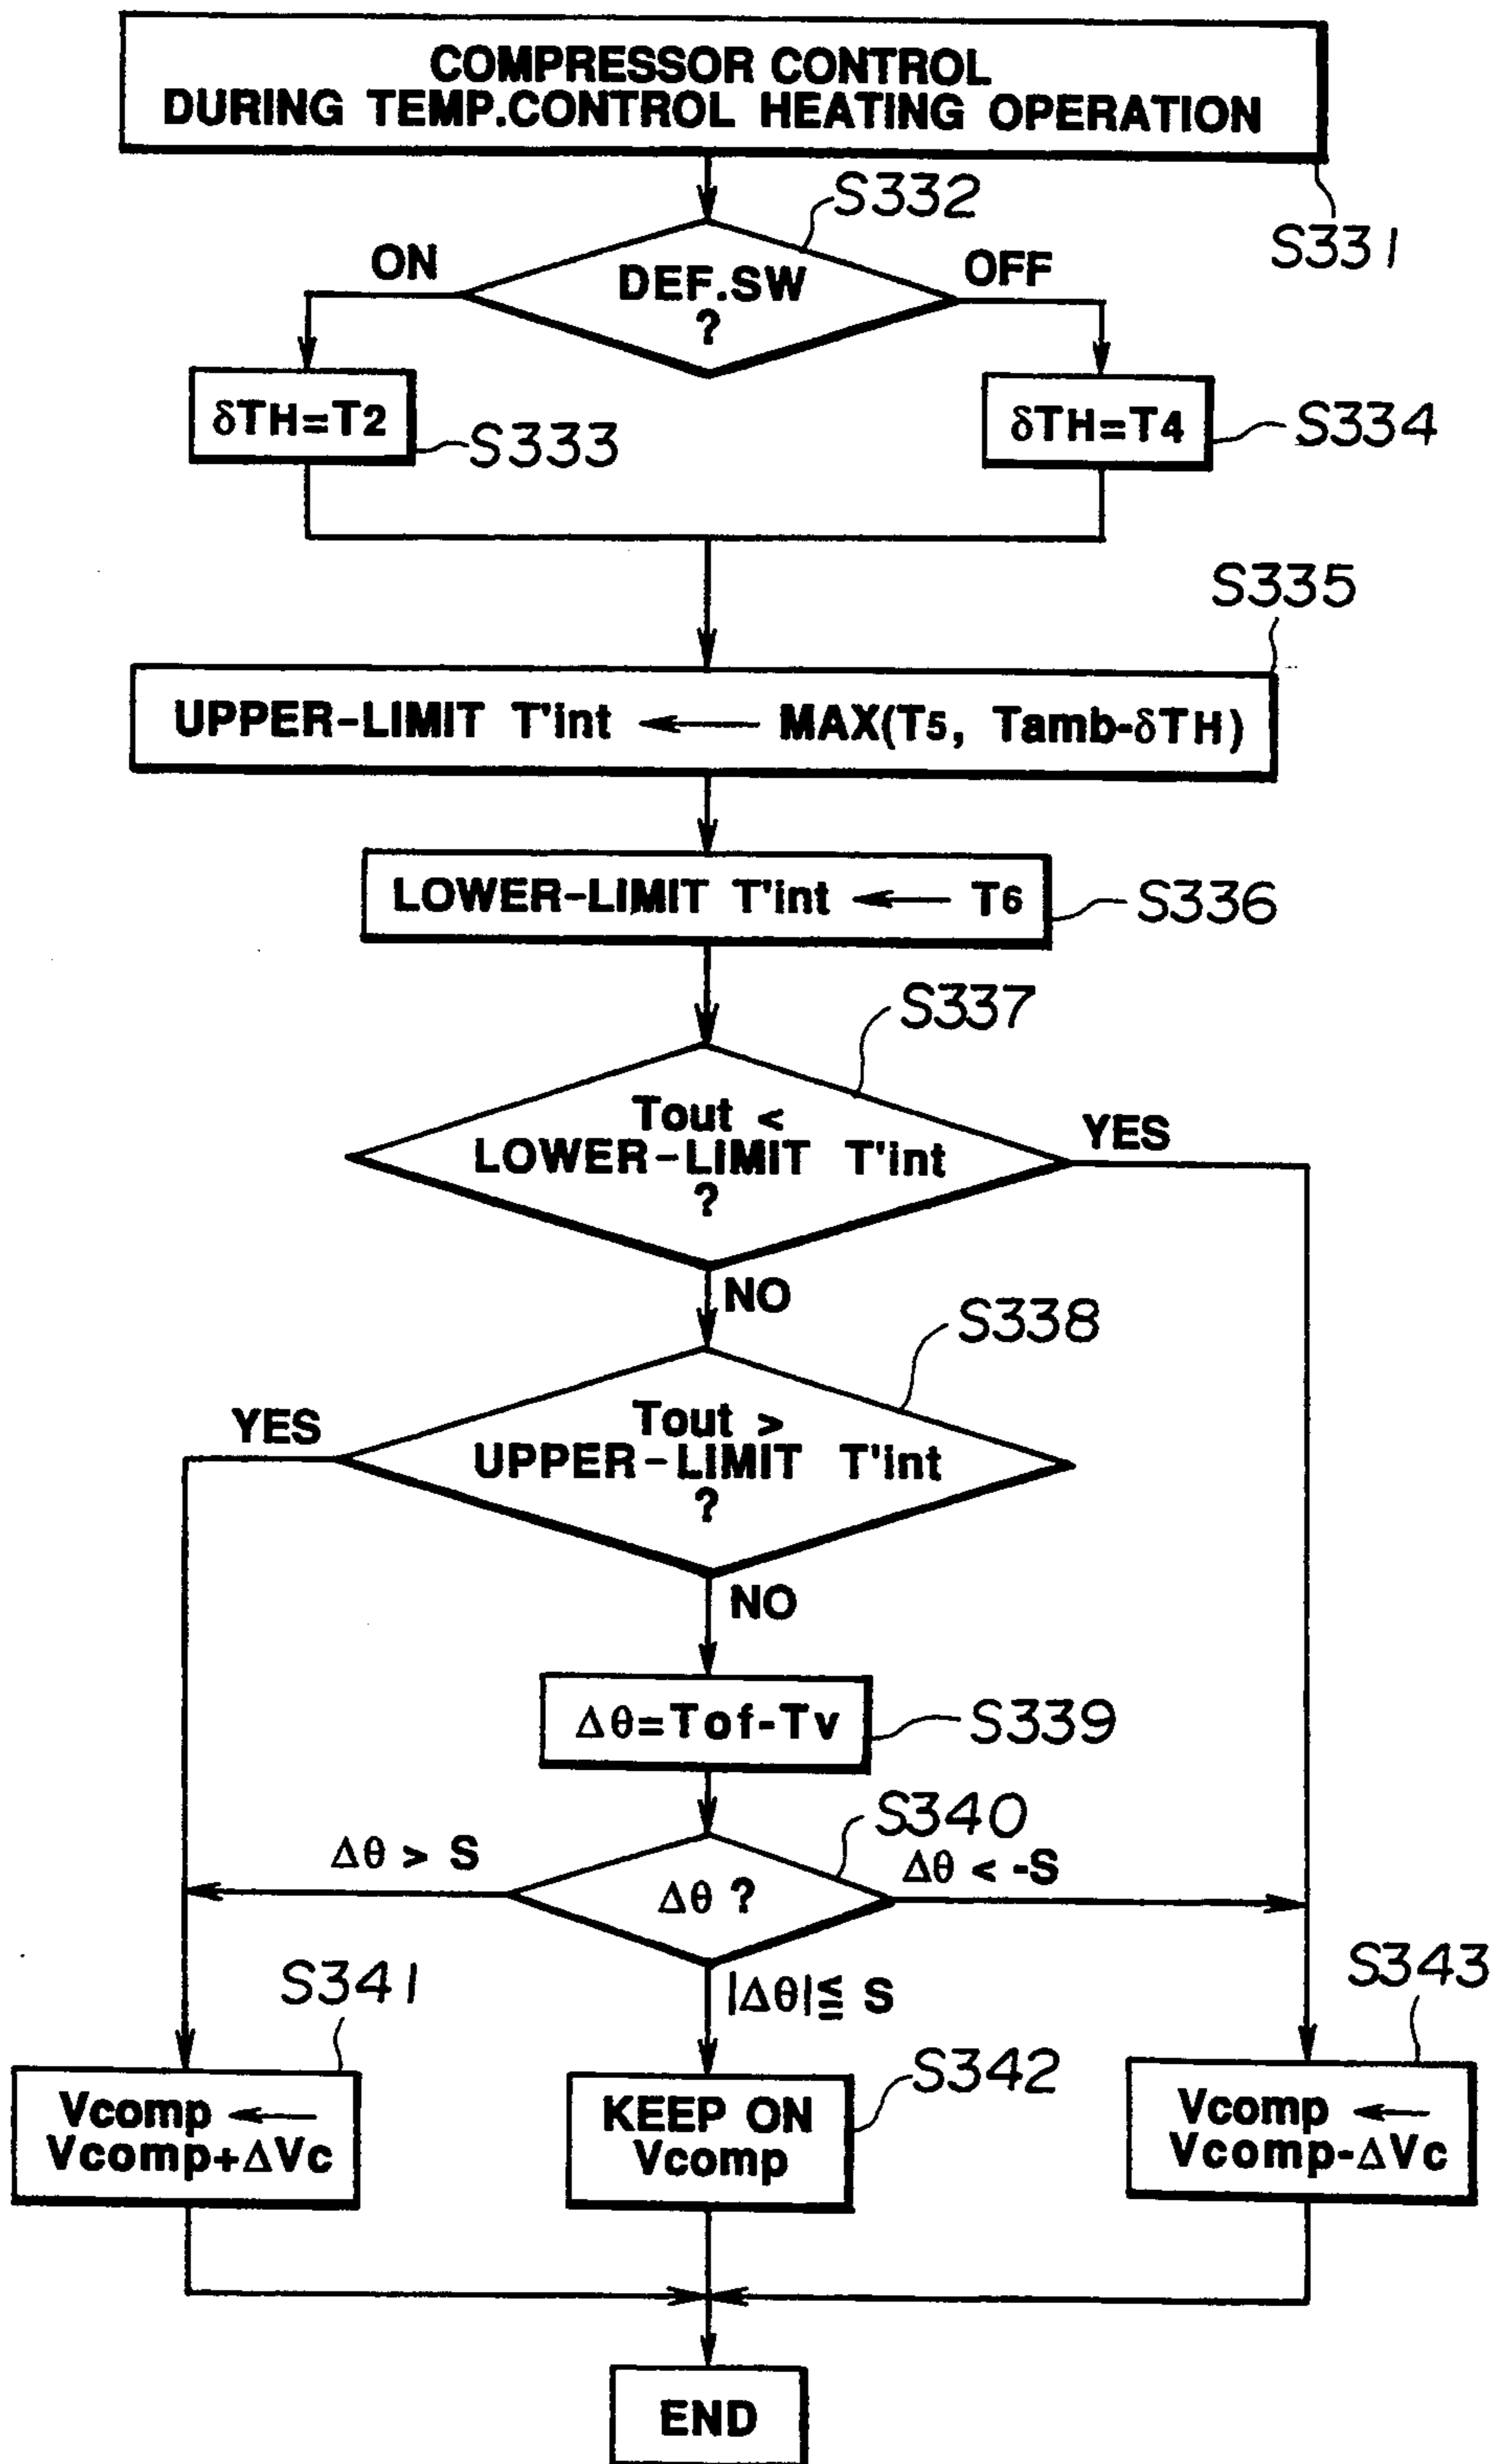 COMPRESSOR CONTROL
DURING TEMP.CONTROL HEATING OPERATION
S331
S332
ON
DEF.SW
?
OFF
δTH=T2
S333
δTH=T4
S334
S335
UPPER-LIMIT T'int ← MAX(T5, Tamb-δTH)
LOWER-LIMIT T'int ← T6
S336
S337
Tout <
LOWER-LIMIT T'int
?
YES
NO
S338
YES
Tout >
UPPER-LIMIT T'int
?
NO
Δθ=Tof-Tv
S339
S340
Δθ > S
Δθ ?
Δθ < -S
|Δθ|≦ S
S341
Vcomp ←
Vcomp+ΔVc
S342
KEEP ON
Vcomp
S343
Vcomp ←
Vcomp-ΔVc
END